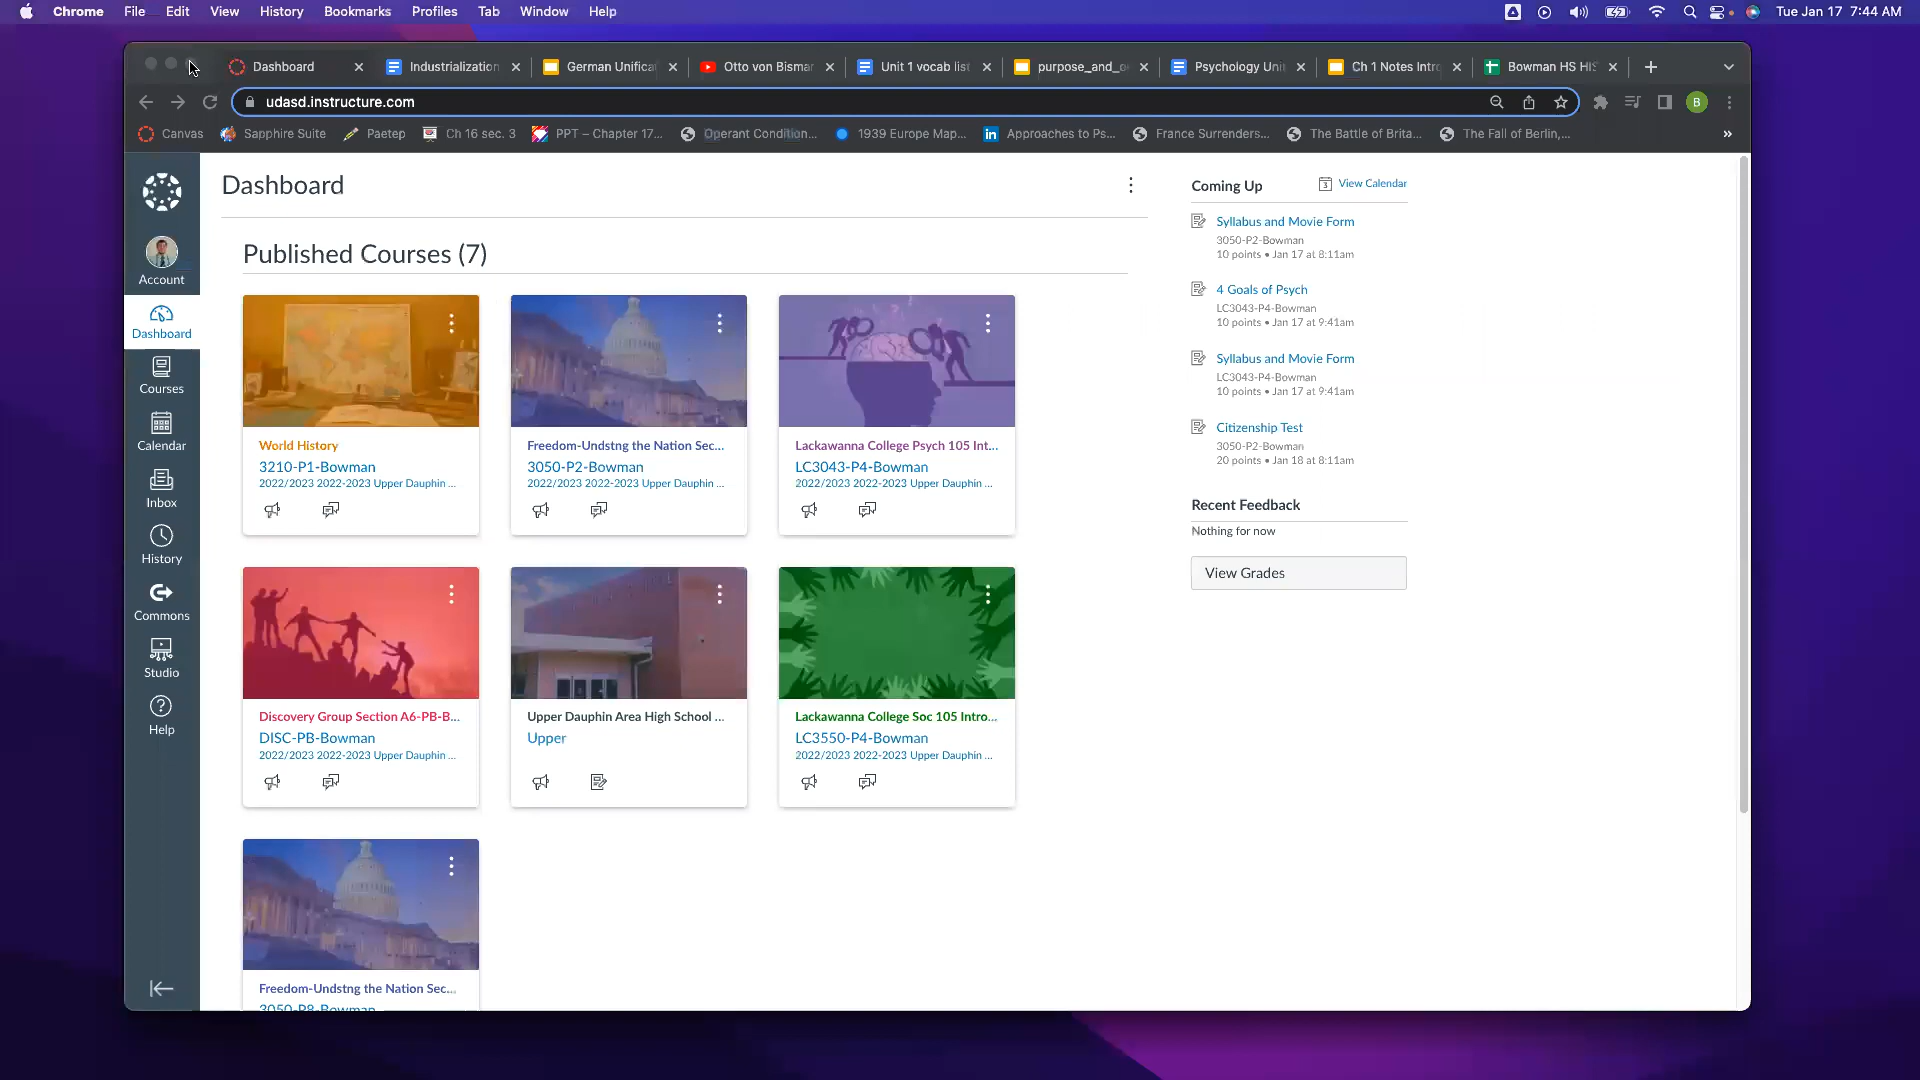 Chrome File Edit View History Bookmarks Profiles Tab Window Help Tue Jan 17 7:44 AM
Dashboard Industrialization German Unifica Otto von Bismar Unit 1 vocab list purpose_and_ Psychology Uni Ch 1 Notes Intro Bowman HS HIS
udasd.instructure.com B
Canvas Sapphire Suite Paetep Ch 16 sec. 3 PPT – Chapter 17... Operant Condition... 1939 Europe Map... Approaches to Ps... France Surrenders... The Battle of Brita... The Fall of Berlin,... »
Account
Dashboard
Courses
Calendar
Inbox
History
Commons
Studio
Help
Dashboard
Published Courses (7)
World History
3210-P1-Bowman
2022/2023 2022-2023 Upper Dauphin ...
Freedom-Undstng the Nation Sec...
3050-P2-Bowman
2022/2023 2022-2023 Upper Dauphin ...
Lackawanna College Psych 105 Int...
LC3043-P4-Bowman
2022/2023 2022-2023 Upper Dauphin ...
Discovery Group Section A6-PB-B...
DISC-PB-Bowman
2022/2023 2022-2023 Upper Dauphin ...
Upper Dauphin Area High School ...
Upper
Lackawanna College Soc 105 Intro...
LC3550-P4-Bowman
2022/2023 2022-2023 Upper Dauphin ...
Freedom-Undstng the Nation Sec...
3050-P8-Bowman
Coming Up
3 View Calendar
Syllabus and Movie Form
3050-P2-Bowman
10 points • Jan 17 at 8:11am
4 Goals of Psych
LC3043-P4-Bowman
10 points • Jan 17 at 9:41am
Syllabus and Movie Form
LC3043-P4-Bowman
10 points • Jan 17 at 9:41am
Citizenship Test
3050-P2-Bowman
20 points • Jan 18 at 8:11am
Recent Feedback
Nothing for now
View Grades